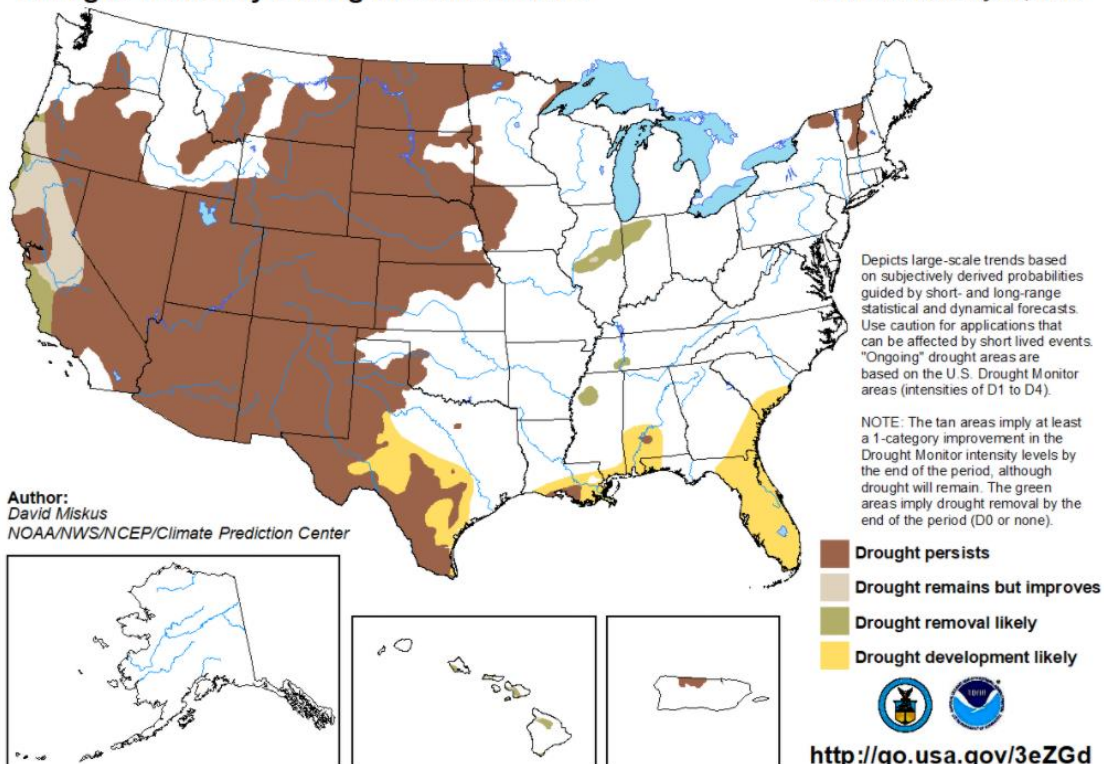 Depicts large-scale trends based
on subjectively derived probabilities
guided by short- and long-range
statistical and dynamical forecasts.
Use caution for applications that
can be affected by short lived events.
"Ongoing" drought areas are
based on the U.S. Drought Monitor
areas (intensities of D1 to D4).
NOTE: The tan areas imply at least
a 1-category improvement in the
Drought Monitor intensity levels by
the end of the period, although
drought will remain. The green
areas imply drought removal by the
end of the period (D0 or none).
Author:
David Miskus
NOAA/NWS/NCEP/Climate Prediction Center
Drought persists
Drought remains but improves
Drought removal likely
Drought development likely
http://go.usa.gov/3eZGd